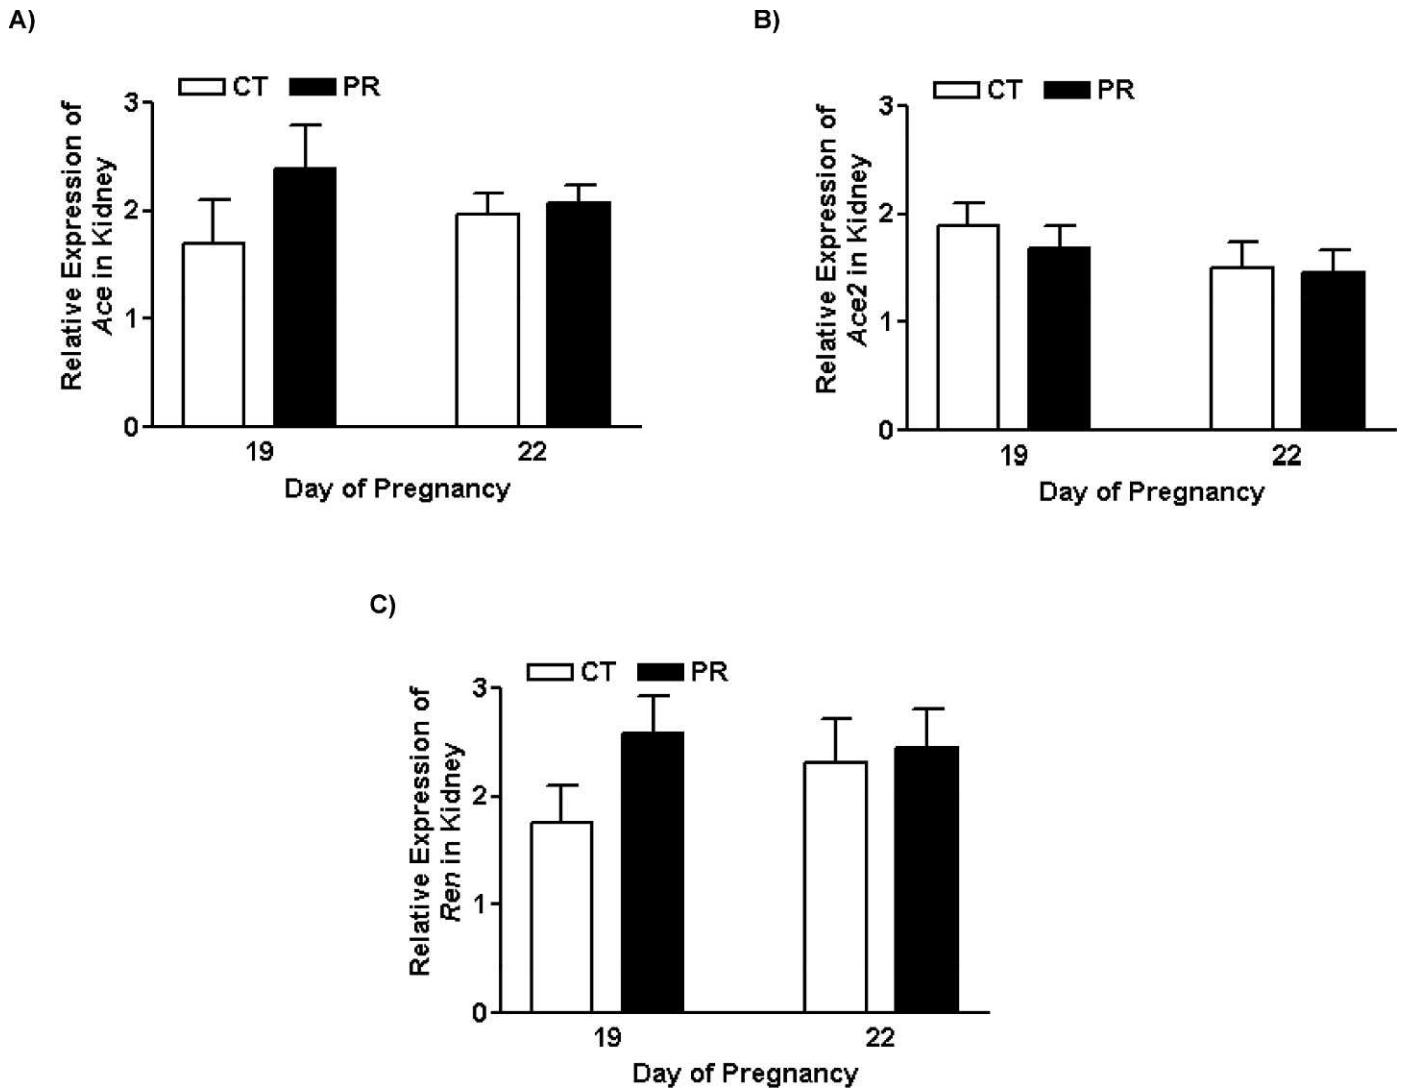 A)
CT PR
Relative Expression of
Ace in Kidney
3
2
1
0
19 22
Day of Pregnancy
B)
CT PR
Relative Expression of
Ace2 in Kidney
3
2
1
0
19 22
Day of Pregnancy
C)
CT PR
Relative Expression of
Ren in Kidney
3
2
1
0
19 22
Day of Pregnancy